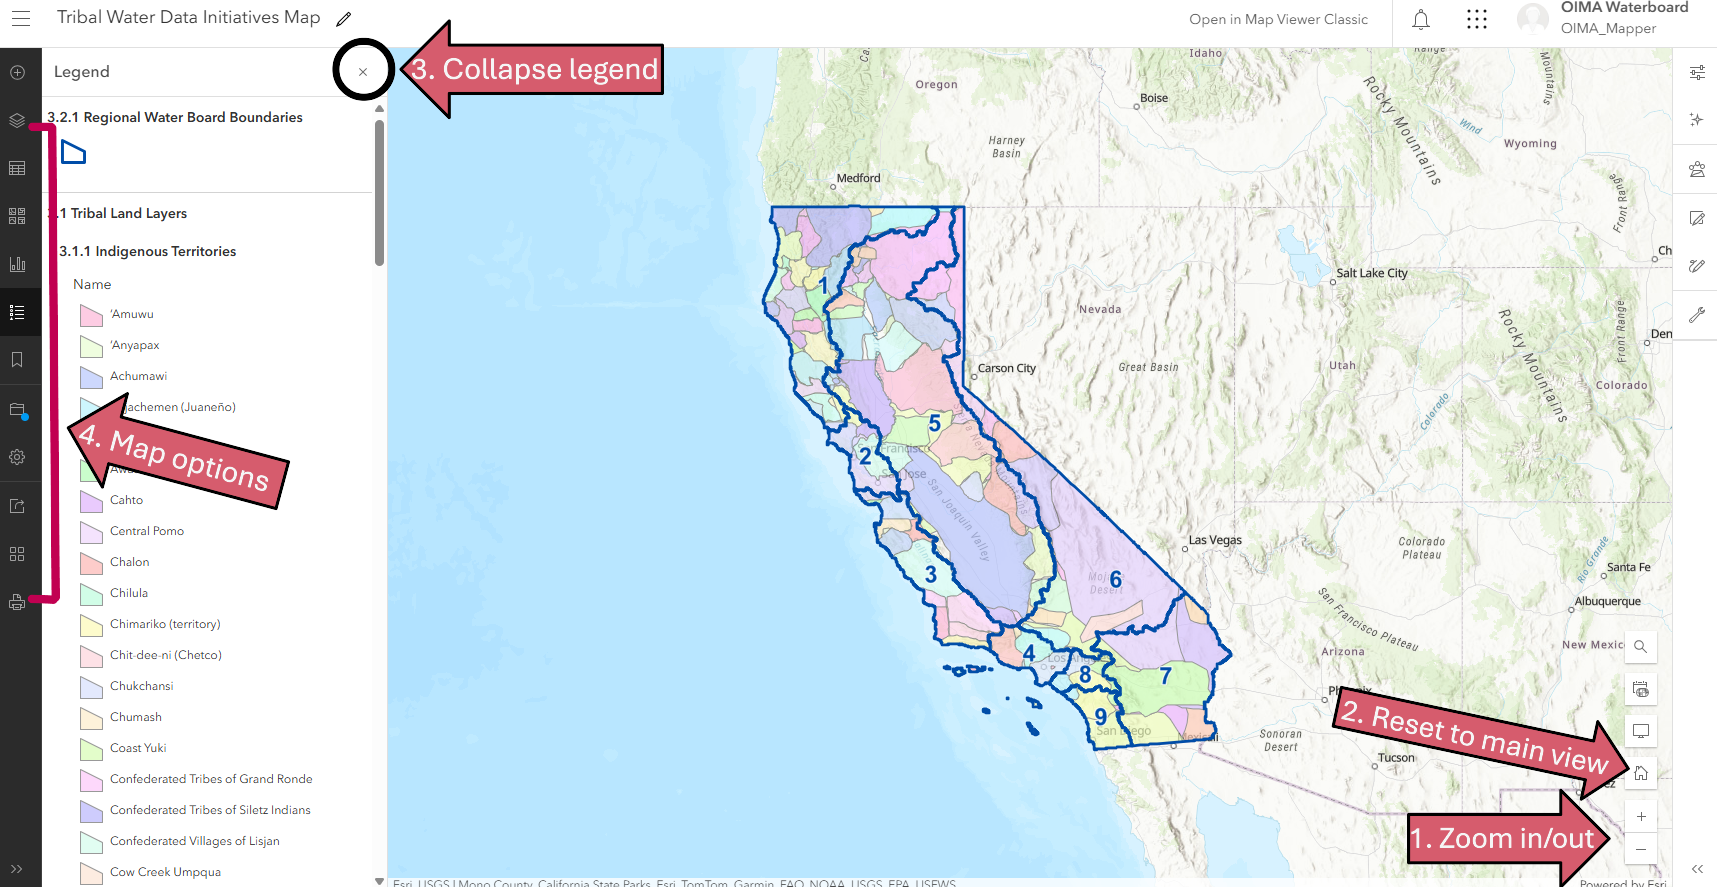 Tribal Water Data Initiatives Map
Open in Map Viewer Classic
OIMA Waterboard
OIMA_Mapper
Legend
3. Collapse legend
3.2.1 Regional Water Board Boundaries
3.1 Tribal Land Layers
3.1.1 Indigenous Territories
Name
'Amuwu
'Anyapax
Achumawi
achemen (Juaneño)
4. Map options
Cahto
Central Pomo
Chalon
Chilula
Chimariko (territory)
Chit-dee-ni (Chetco)
Chukchansi
Chumash
Coast Yuki
Confederated Tribes of Grand Ronde
Confederated Tribes of Siletz Indians
Confederated Villages of Lisjan
Cow Creek Umpqua
Idaho
Range
Mountains
Oregon
Boise
Rocky Mountains
Harney
Basin
Wind
Wyoming
Medford
Front Range
Ch
Salt Lake City
Nevada
Rocky Mountains
Front Range
Den
Carson City
Great Basin
Utah
Colorado
Colorado
1
5
2
San Francisco
San Jose
San Joaquin Valley
Las Vegas
Colorado
Plateau
Rio Grande
Santa Fe
3
6
Mojave
Desert
San Francisco Plateau
Albuquerque
Arizona
New Mexic
4
8
7
9
San Diego
Mexicali
Phoenix
Sonoran
Desert
Tucson
2. Reset to main view
1. Zoom in/out
Esri, USGS | Mono County, California State Parks, Esri, TomTom, Garmin, FAO, NOAA, USGS, EPA, USFWS
Powered by Esri